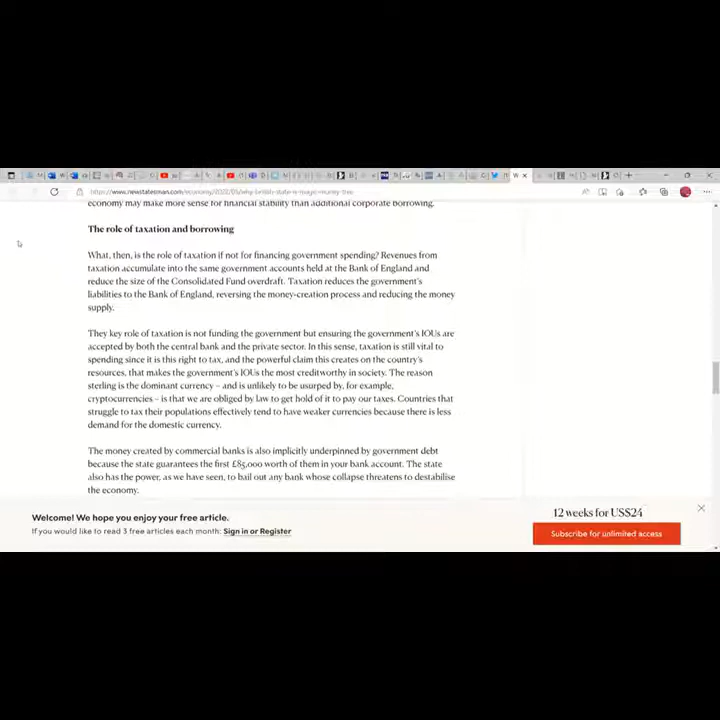 https://www.newstatesman.com/economy/2022/05/why-british-state-is-magic-money-tree
economy may make more sense for financial stability than additional corporate borrowing.
The role of taxation and borrowing
What, then, is the role of taxation if not for financing government spending? Revenues from
taxation accumulate into the same government accounts held at the Bank of England and
reduce the size of the Consolidated Fund overdraft. Taxation reduces the government's
liabilities to the Bank of England, reversing the money-creation process and reducing the money
supply.
They key role of taxation is not funding the government but ensuring the government's IOUs are
accepted by both the central bank and the private sector. In this sense, taxation is still vital to
spending since it is this right to tax, and the powerful claim this creates on the country's
resources, that makes the government's IOUs the most creditworthy in society. The reason
sterling is the dominant currency – and is unlikely to be usurped by, for example,
cryptocurrencies – is that we are obliged by law to get hold of it to pay our taxes. Countries that
struggle to tax their populations effectively tend to have weaker currencies because there is less
demand for the domestic currency.
The money created by commercial banks is also implicitly underpinned by government debt
because the state guarantees the first £85,000 worth of them in your bank account. The state
also has the power, as we have seen, to bail out any bank whose collapse threatens to destabilise
the economy.
Welcome! We hope you enjoy your free article.
If you would like to read 3 free articles each month: Sign in or Register
12 weeks for US$24
Subscribe for unlimited access